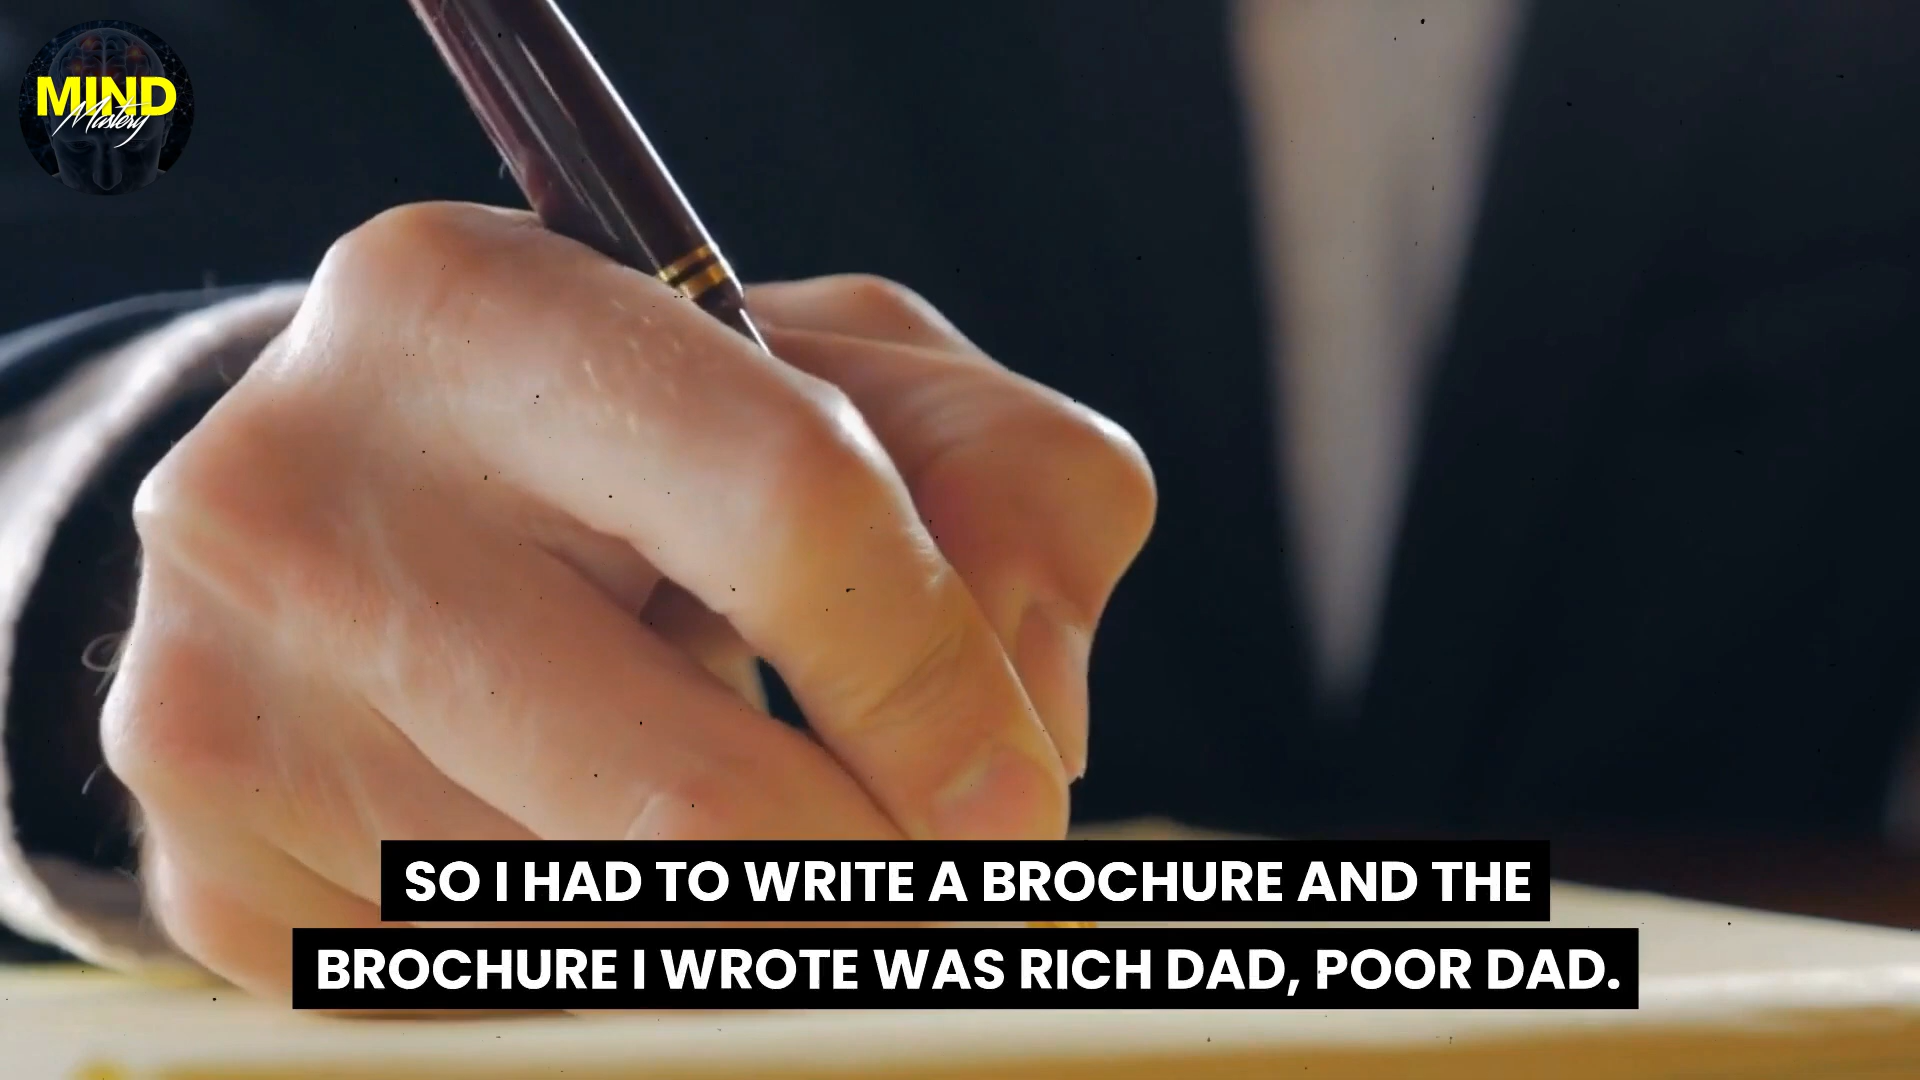 MIND
Mastery
SO I HAD TO WRITE A BROCHURE AND THE
BROCHURE I WROTE WAS RICH DAD, POOR DAD.